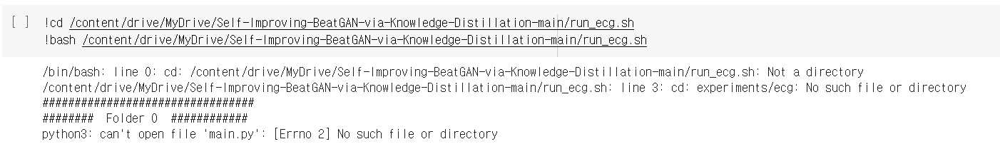 [ ] !cd /content/drive/MyDrive/Self-Improving-BeatGAN-via-Knowledge-Distillation-main/run_ecg.sh
!bash /content/drive/MyDrive/Self-Improving-BeatGAN-via-Knowledge-Distillation-main/run_ecg.sh
/bin/bash: line 0: cd: /content/drive/MyDrive/Self-Improving-BeatGAN-via-Knowledge-Distillation-main/run_ecg.sh: Not a directory
/content/drive/MyDrive/Self-Improving-BeatGAN-via-Knowledge-Distillation-main/run_ecg.sh: line 3: cd: experiments/ecg: No such file or directory
#################################
######## Folder 0 ############
python3: can't open file 'main.py': [Errno 2] No such file or directory